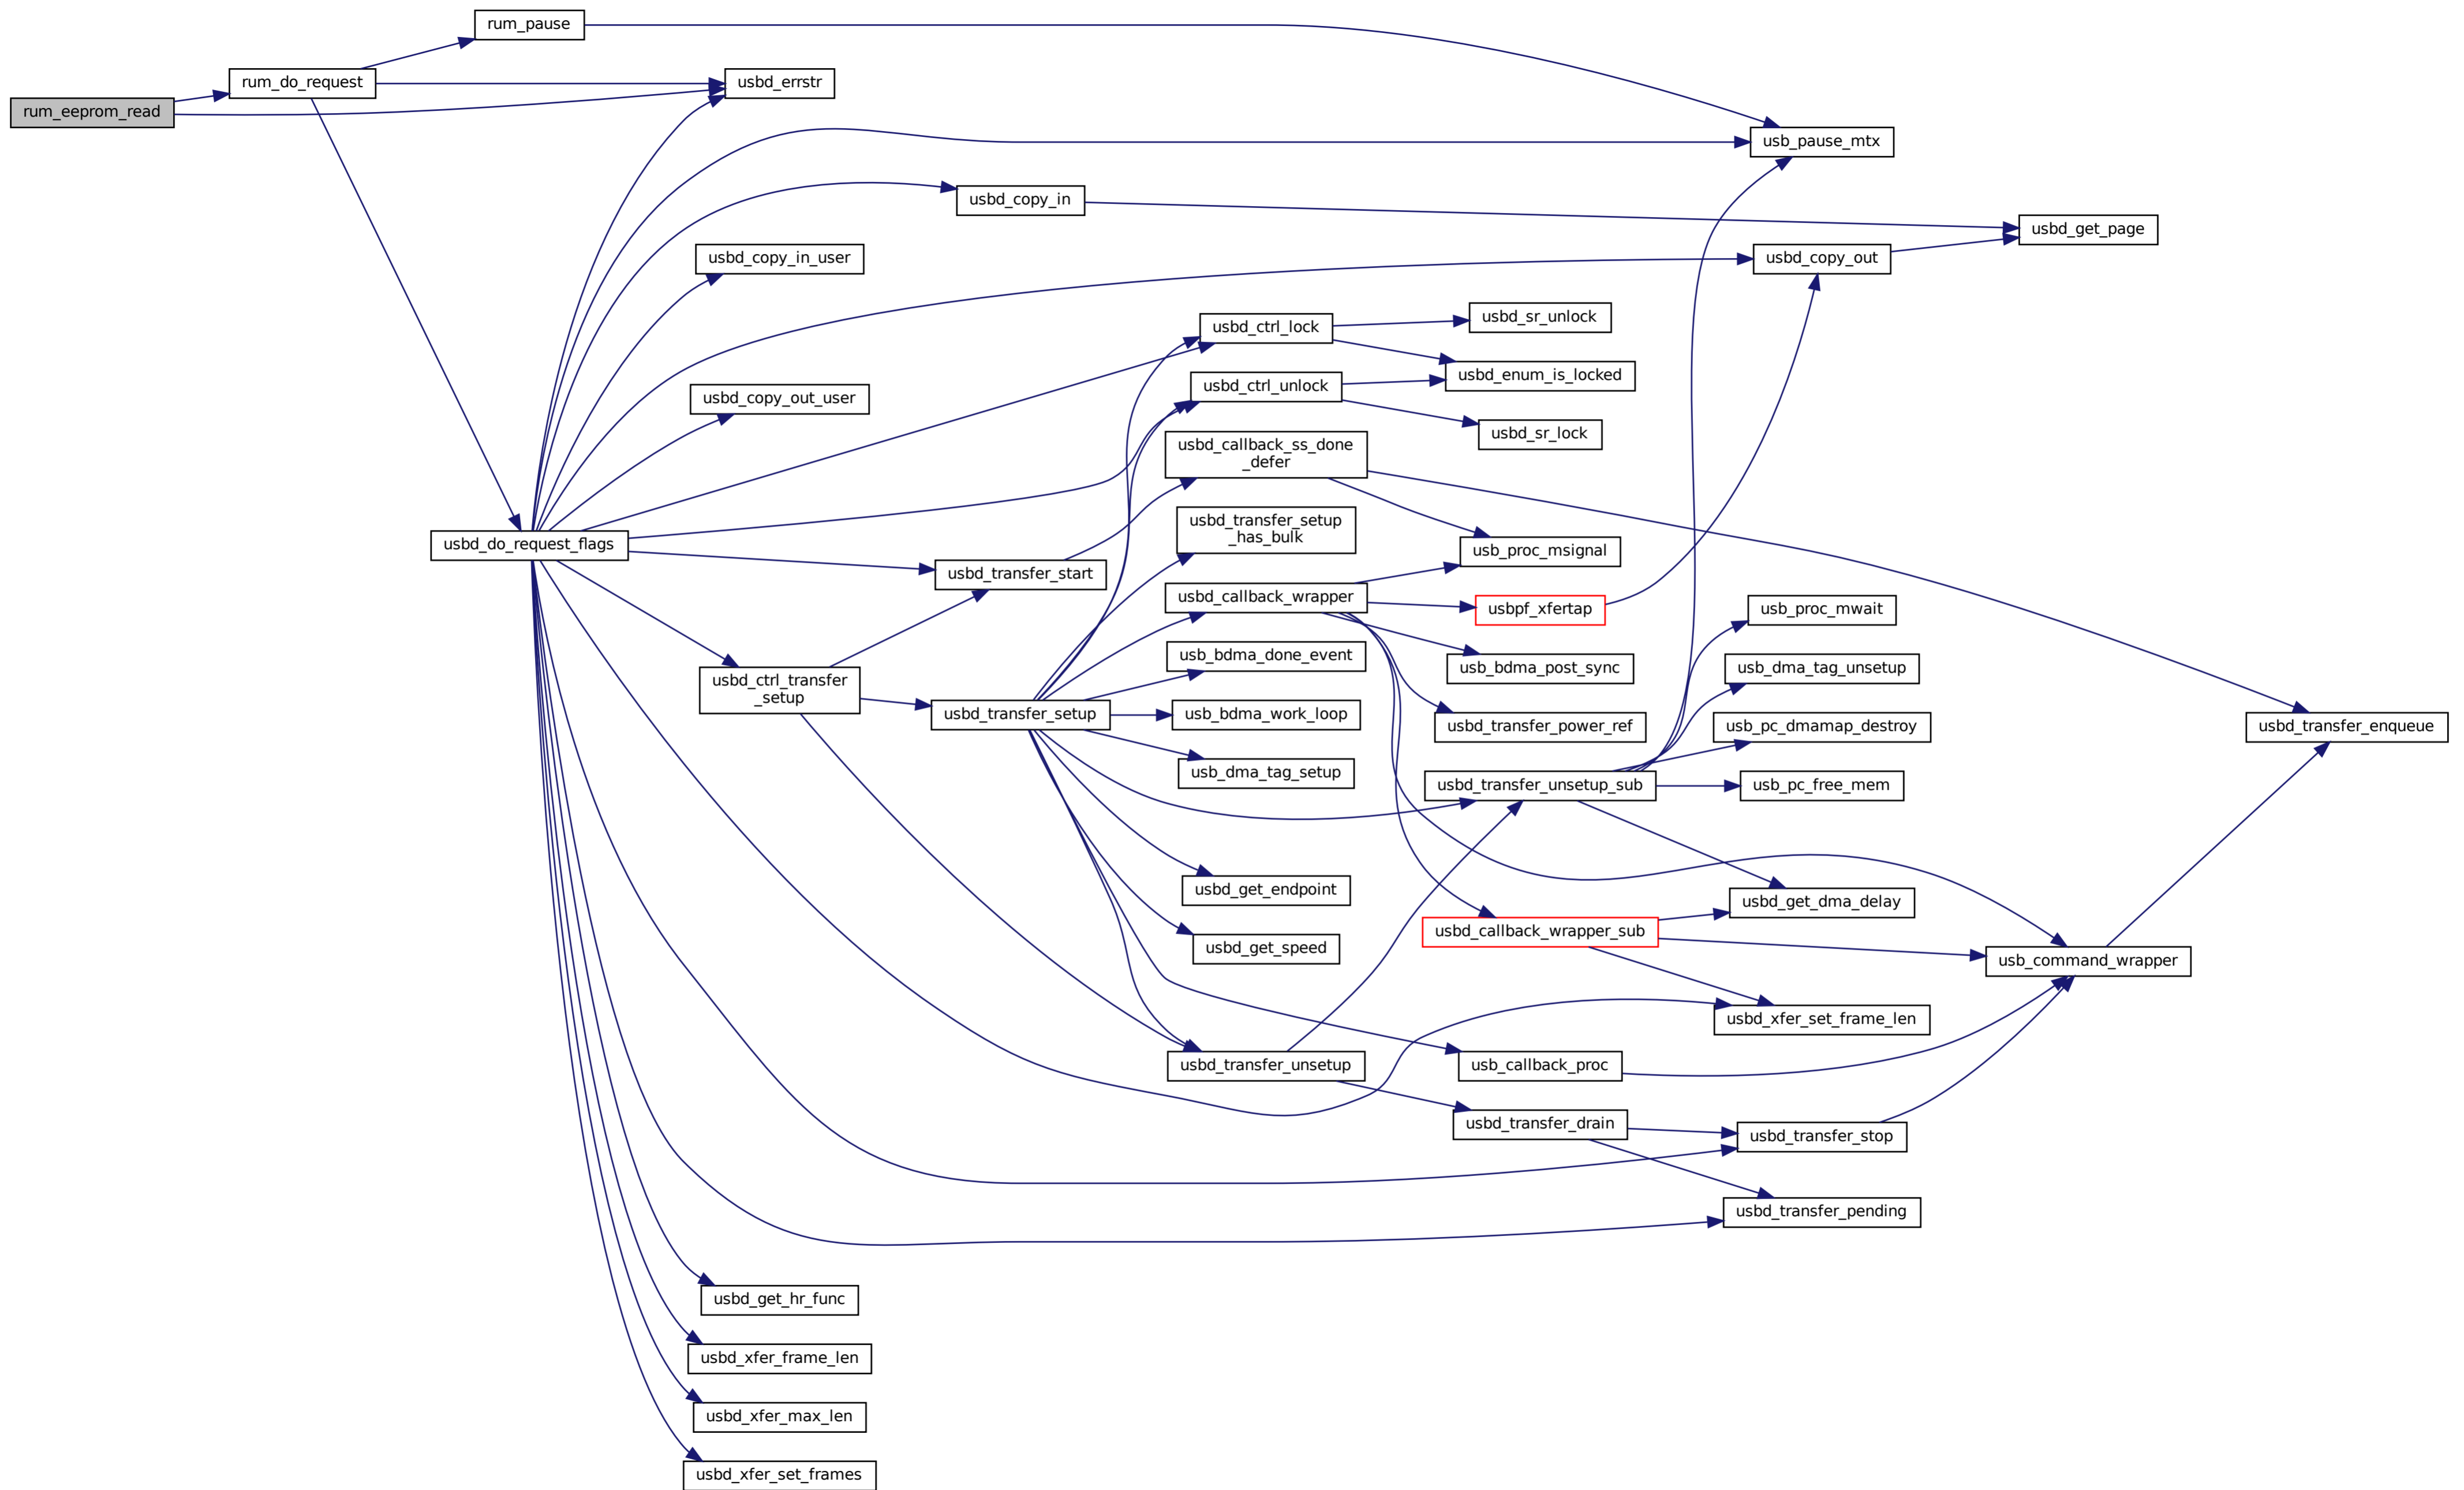 rum_pause
rum_do_request
usbd_errstr
rum_eeprom_read
usb_pause_mtx
usbd_copy_in
usbd_get_page
usbd_copy_in_user
usbd_copy_out
usbd_sr_unlock
usbd_ctrl_lock
usbd_enum_is_locked
usbd_ctrl_unlock
usbd_copy_out_user
usbd_sr_lock
usbd_callback_ss_done
_defer
usbd_transfer_setup
_has_bulk
usbd_do_request_flags
usb_proc_msignal
usbd_transfer_start
usbd_callback_wrapper
usbpf_xfertap
usb_proc_mwait
usb_bdma_done_event
usb_bdma_post_sync
usb_dma_tag_unsetup
usbd_ctrl_transfer
_setup
usbd_transfer_setup
usb_bdma_work_loop
usbd_transfer_power_ref
usb_pc_dmamap_destroy
usbd_transfer_enqueue
usb_dma_tag_setup
usbd_transfer_unsetup_sub
usb_pc_free_mem
usbd_get_endpoint
usbd_get_dma_delay
usbd_callback_wrapper_sub
usbd_get_speed
usb_command_wrapper
usbd_xfer_set_frame_len
usbd_transfer_unsetup
usb_callback_proc
usbd_transfer_drain
usbd_transfer_stop
usbd_transfer_pending
usbd_get_hr_func
usbd_xfer_frame_len
usbd_xfer_max_len
usbd_xfer_set_frames